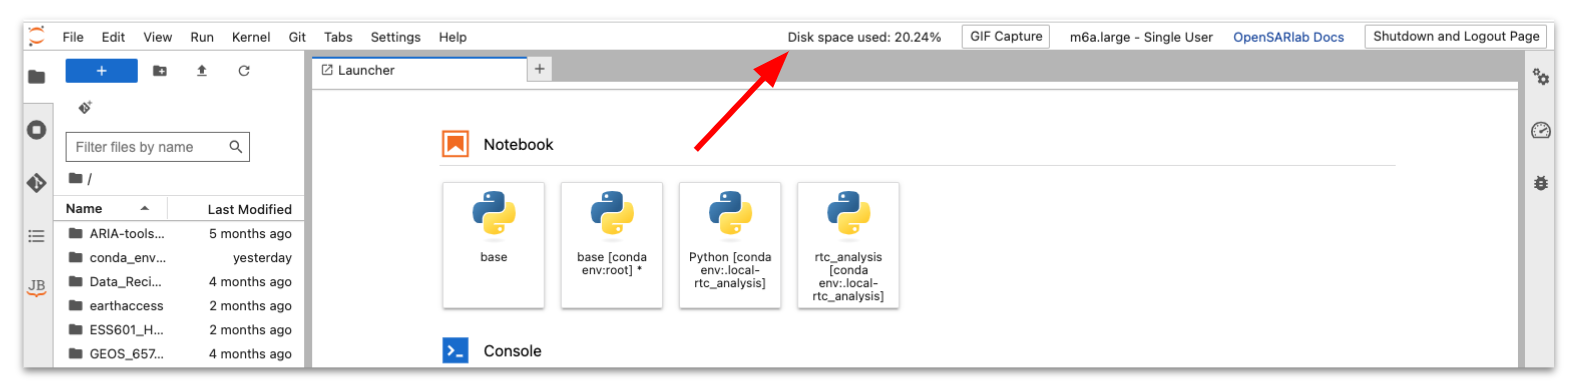 File Edit View Run Kernel Git Tabs Settings Help Disk space used: 20.24% GIF Capture m6a.large - Single User OpenSARlab Docs Shutdown and Logout Page
+
Launcher +
Filter files by name
/
Name Last Modified
ARIA-tools... 5 months ago
conda_env... yesterday
Data_Reci... 4 months ago
earthaccess 2 months ago
ESS601_H... 2 months ago
GEOS_657... 4 months ago
JB
Notebook
base
base [conda
env:root] *
Python [conda
env:.local-
rtc_analysis]
rtc_analysis
[conda
env:.local-
rtc_analysis]
Console